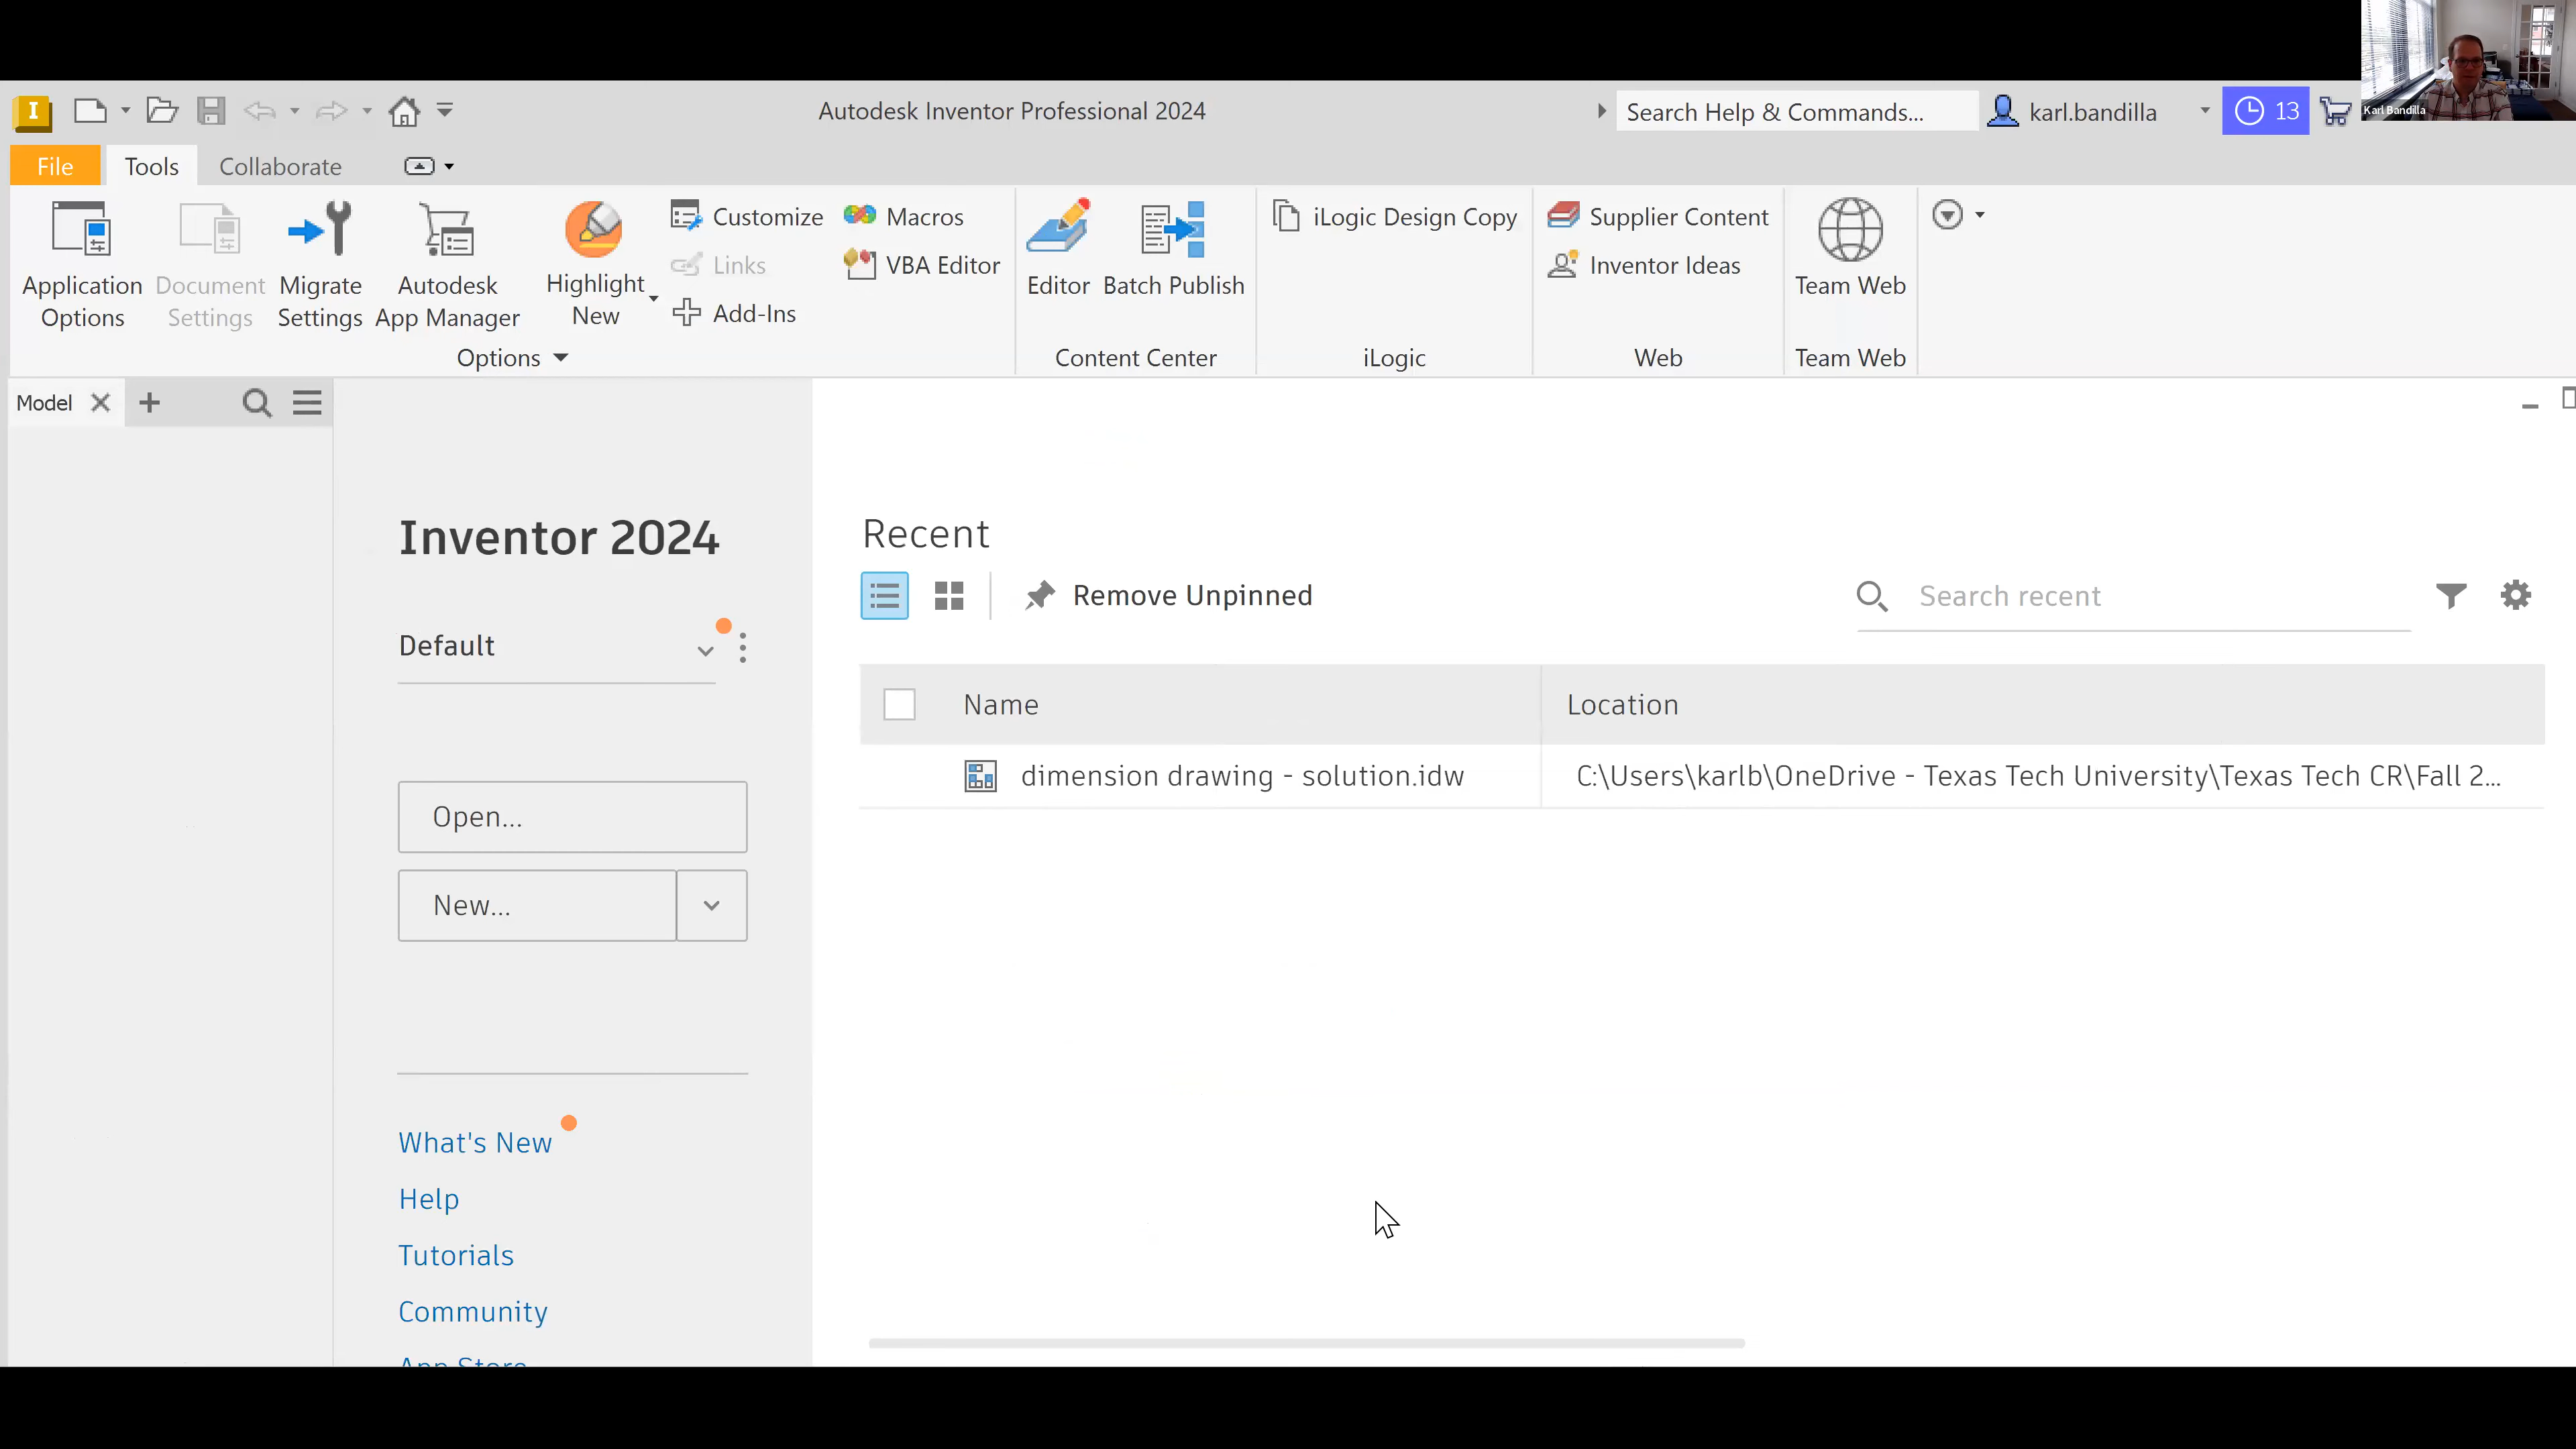 I
Autodesk Inventor Professional 2024
Search Help & Commands...
karl.bandilla
13
Karl Bandilla
File
Tools
Collaborate
Application Options
Document Settings
Migrate Settings
Autodesk App Manager
Highlight New
Customize
Links
Add-Ins
Macros
VBA Editor
Editor
Batch Publish
iLogic Design Copy
Supplier Content
Inventor Ideas
Team Web
Options
Content Center
iLogic
Web
Team Web
Model
Inventor 2024
Default
Open...
New...
What's New
Help
Tutorials
Community
App Store
Recent
Remove Unpinned
Search recent
Name
Location
dimension drawing - solution.idw
C:\Users\karlb\OneDrive - Texas Tech University\Texas Tech CR\Fall 2...